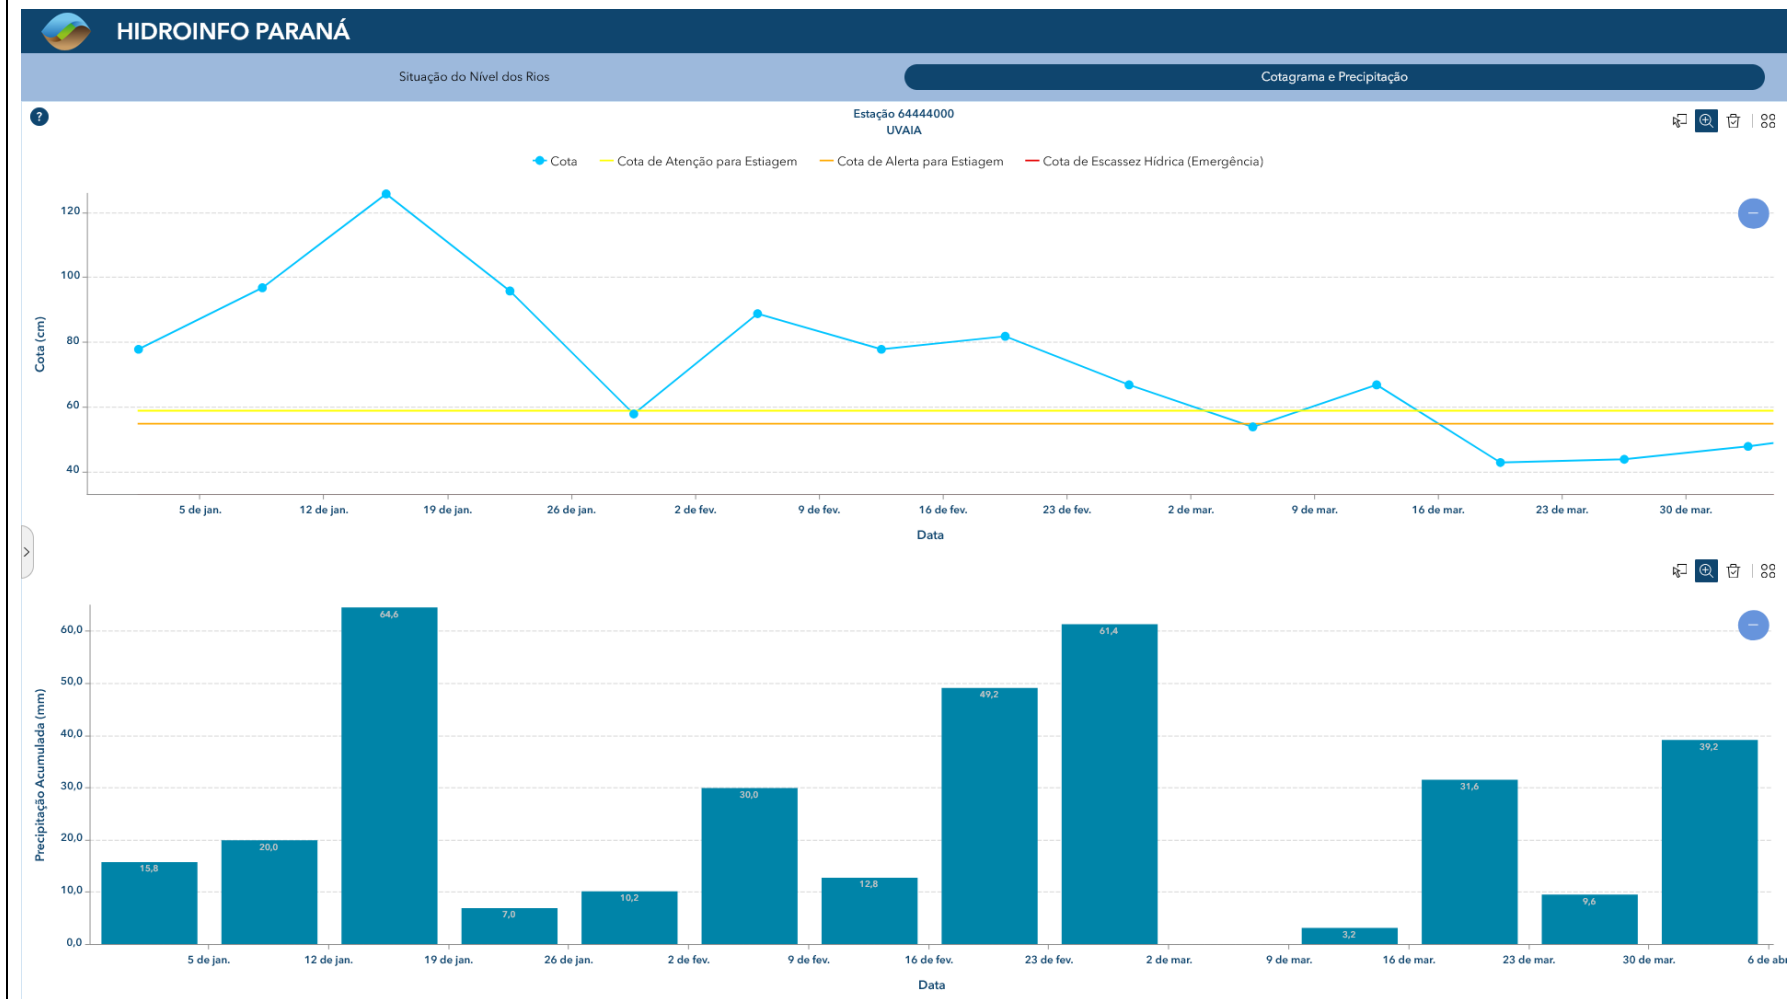 HIDROINFO PARANÁ
Situação do Nível dos Rios
Cotagrama e Precipitação
?
Estação 64444000
UVAIA
Cota
Cota de Atenção para Estiagem
Cota de Alerta para Estiagem
Cota de Escassez Hídrica (Emergência)
Cota (cm)
120
100
80
60
40
5 de jan.
12 de jan.
19 de jan.
26 de jan.
2 de fev.
9 de fev.
16 de fev.
23 de fev.
2 de mar.
9 de mar.
16 de mar.
23 de mar.
30 de mar.
Data
Precipitação Acumulada (mm)
60,0
50,0
40,0
30,0
20,0
10,0
0,0
15,8
20,0
64,6
7,0
10,2
30,0
12,8
49,2
61,4
3,2
31,6
9,6
39,2
5 de jan.
12 de jan.
19 de jan.
26 de jan.
2 de fev.
9 de fev.
16 de fev.
23 de fev.
2 de mar.
9 de mar.
16 de mar.
23 de mar.
30 de mar.
6 de abr
Data